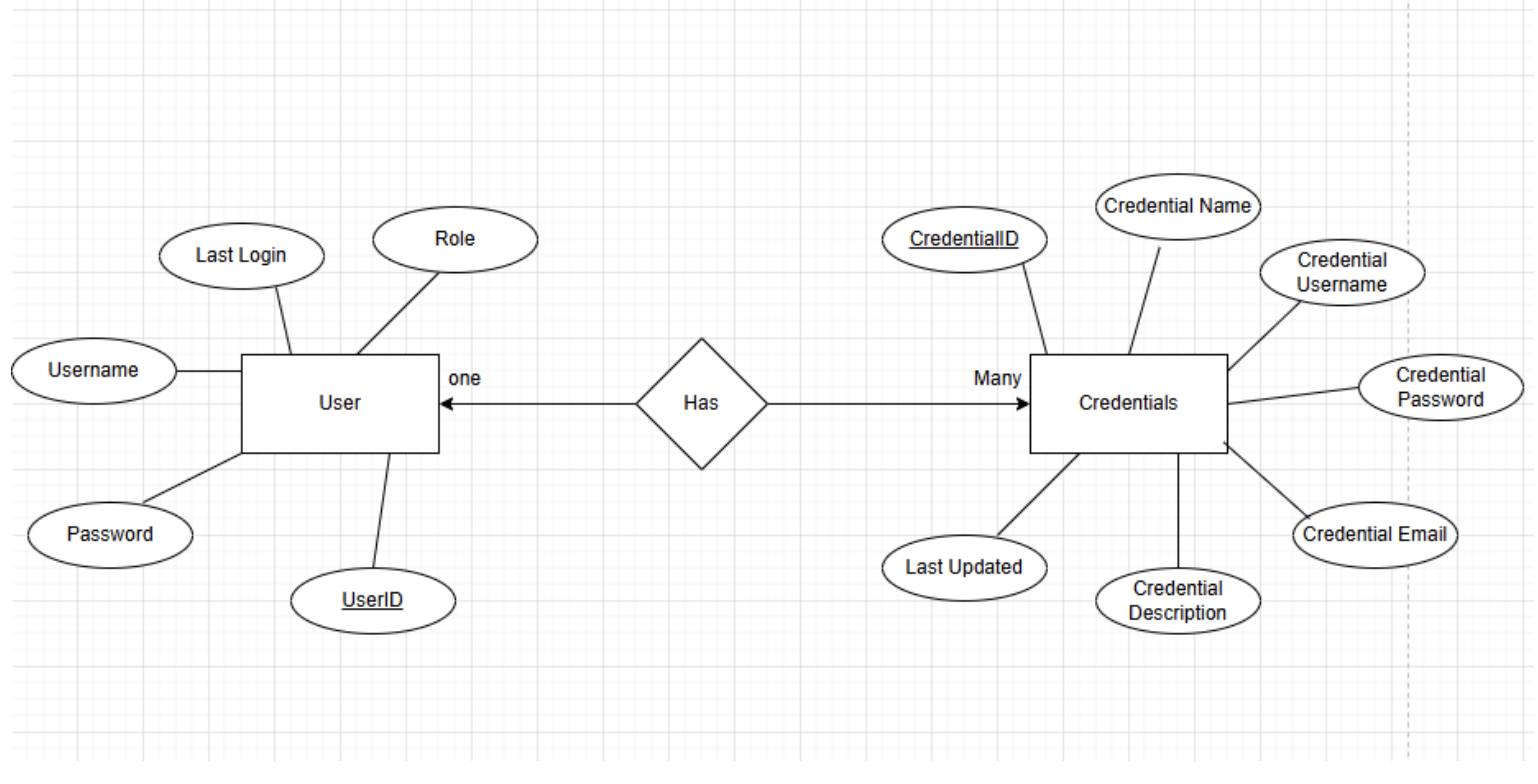 Credential Name
Last Login
Role
CredentialID
Credential
Username
Username
one
Many
Credential
Password
User
Has
Credentials
Password
Credential Email
Last Updated
Credential
Description
UserID